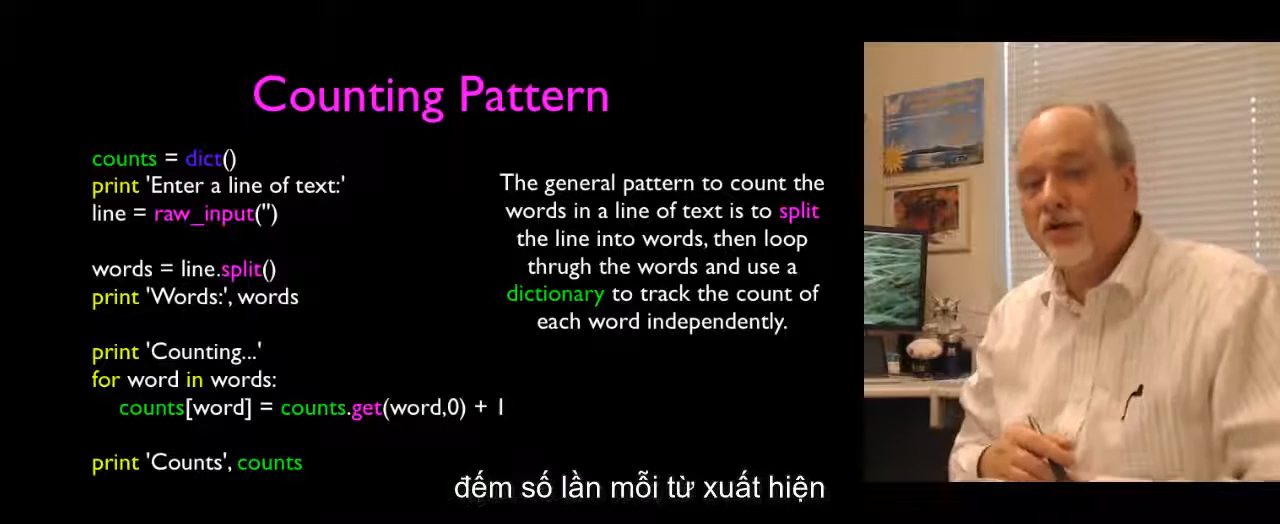 Counting Pattern
counts = dict()
print 'Enter a line of text:'
line = raw_input('')
words = line.split()
print 'Words:', words
print 'Counting...'
for word in words:
counts[word] = counts.get(word,0) + 1
print 'Counts', counts
The general pattern to count the
words in a line of text is to split
the line into words, then loop
thrugh the words and use a
dictionary to track the count of
each word independently.
đếm số lần mỗi từ xuất hiện